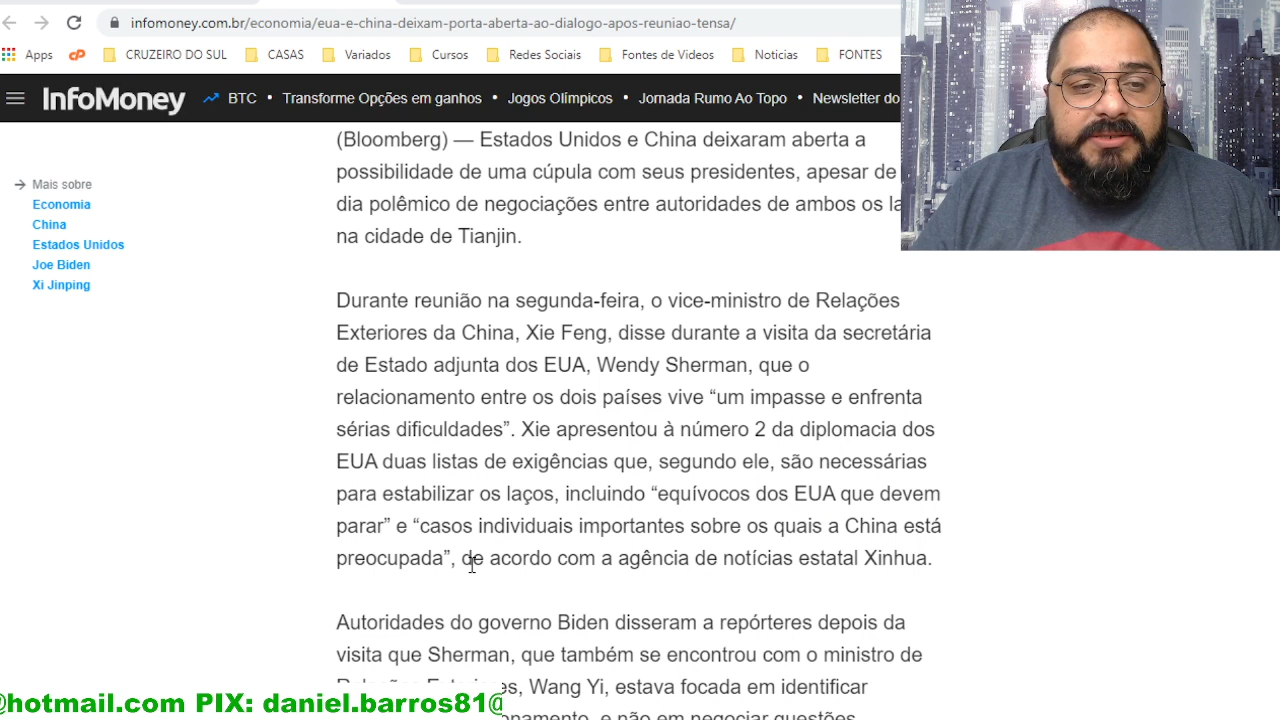 infomoney.com.br/economia/eua-e-china-deixam-porta-aberta-ao-dialogo-apos-reuniao-tensa/
Apps CRUZEIRO DO SUL CASAS Variados Cursos Redes Sociais Fontes de Videos Noticias FONTES
InfoMoney BTC • Transforme Opções em ganhos • Jogos Olímpicos • Jornada Rumo Ao Topo • Newsletter do
Mais sobre
Economia
China
Estados Unidos
Joe Biden
Xi Jinping
(Bloomberg) — Estados Unidos e China deixaram aberta a
possibilidade de uma cúpula com seus presidentes, apesar de
dia polêmico de negociações entre autoridades de ambos os
na cidade de Tianjin.
Durante reunião na segunda-feira, o vice-ministro de Relações
Exteriores da China, Xie Feng, disse durante a visita da secretária
de Estado adjunta dos EUA, Wendy Sherman, que o
relacionamento entre os dois países vive “um impasse e enfrenta
sérias dificuldades”. Xie apresentou à número 2 da diplomacia dos
EUA duas listas de exigências que, segundo ele, são necessárias
para estabilizar os laços, incluindo “equívocos dos EUA que devem
parar” e “casos individuais importantes sobre os quais a China está
preocupada”, de acordo com a agência de notícias estatal Xinhua.
Autoridades do governo Biden disseram a repórteres depois da
visita que Sherman, que também se encontrou com o ministro de
Wang Yi, estava focada em identificar
e não em negociar questões
@hotmail.com PIX: daniel.barros81@